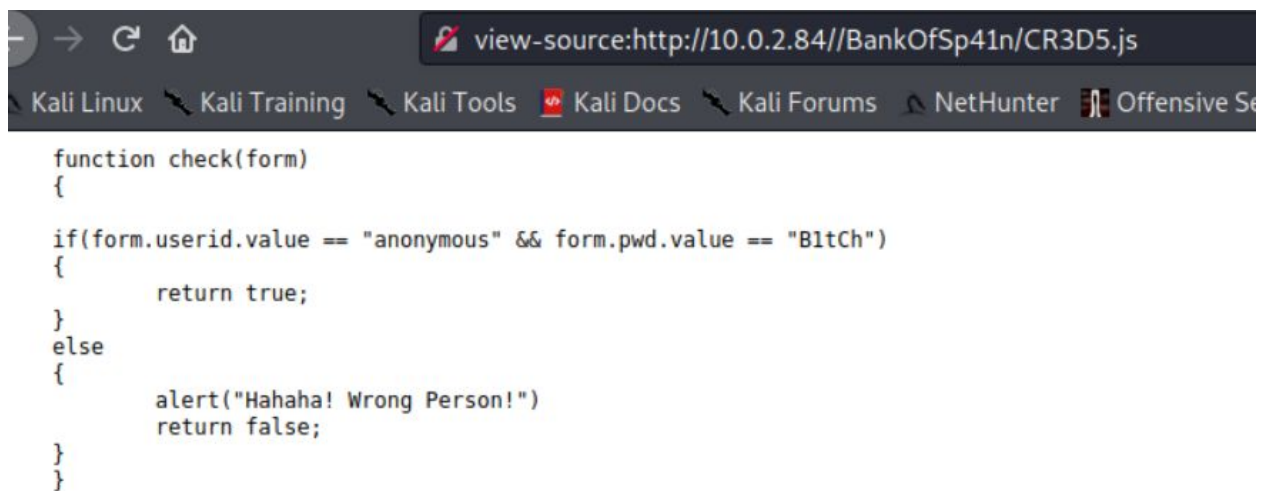 view-source:http://10.0.2.84//BankOfSp41n/CR3D5.js
Kali Linux Kali Training Kali Tools Kali Docs Kali Forums NetHunter Offensive Se
function check(form)
{
if(form.userid.value == "anonymous" && form.pwd.value == "B1tCh")
{
return true;
}
else
{
alert("Hahaha! Wrong Person!")
return false;
}
}